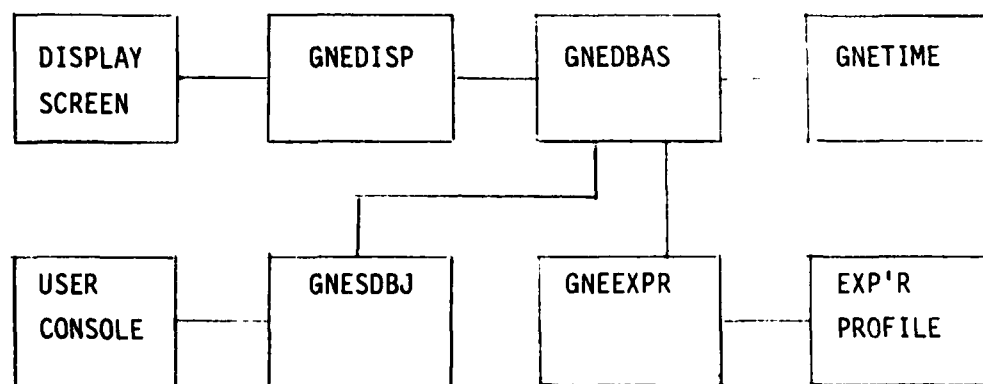 DISPLAY
SCREEN
GNEDISP
GNEDBAS
GNETIME
USER
CONSOLE
GNESDBJ
GNEEXPR
EXP'R
PROFILE